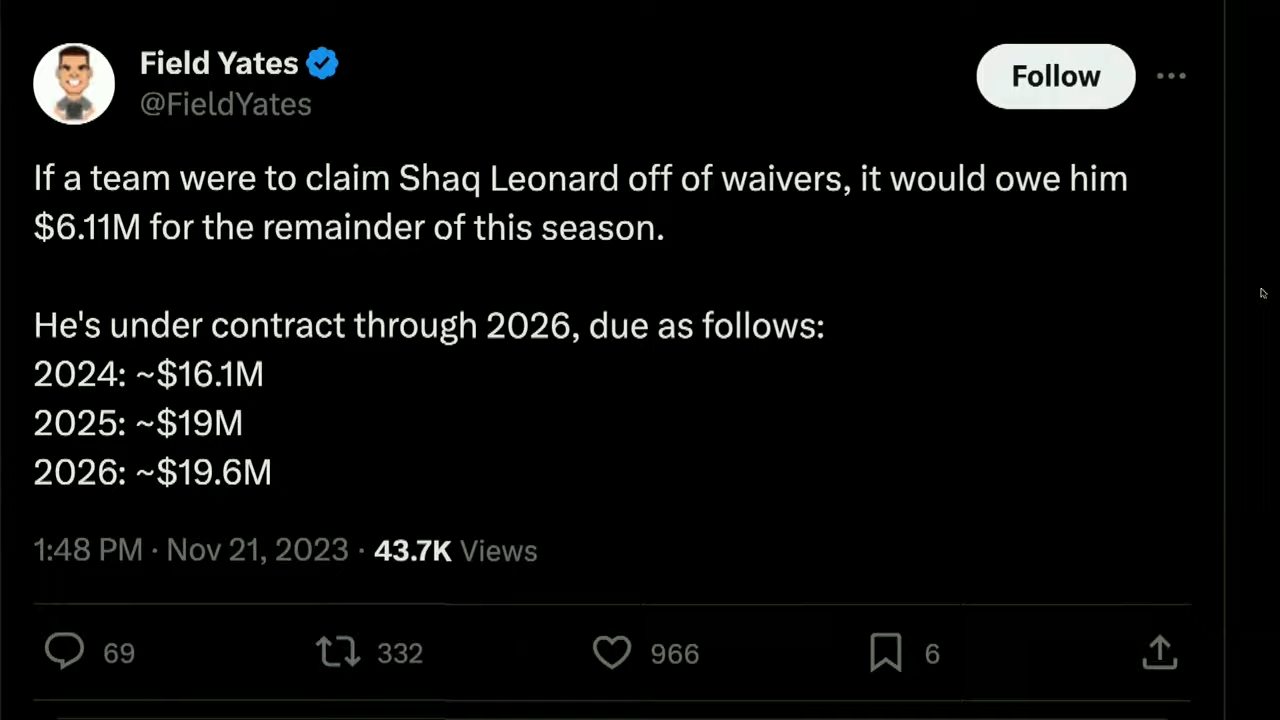 Field Yates
Follow
@FieldYates
If a team were to claim Shaq Leonard off of waivers, it would owe him
$6.11M for the remainder of this season.
He's under contract through 2026, due as follows:
2024: ~$16.1M
2025: ~$19M
2026: ~$19.6M
1:48 PM · Nov 21, 2023 · 43.7K Views
69 332 966 6